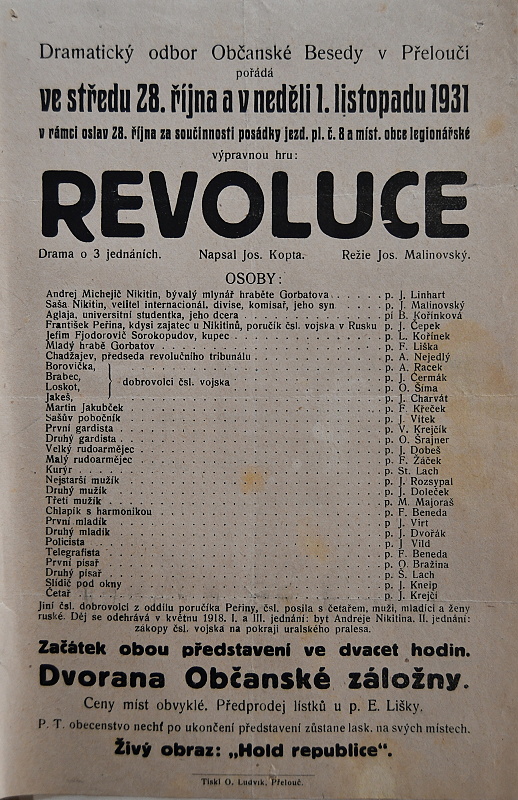 Dramatický odbor Občanské Besedy v Přelouči
pořádá
ve středu 28. října a v neděli 1. listopadu 1931
v rámci oslav 28. října za součinnosti posádky jezd. pl. č. 8 a míst. obce legionářské
výpravnou hru:
REVOLUCE
Drama o 3 jednáních. Napsal Jos. Kopta. Režie Jos. Malinovský.
OSOBY:
Andrej Michejič Nikitin, bývalý mlynář hraběte Gorbatova . . . . . p. J. Linhart
Saša Nikitin, velitel internacionál. divise, komisař, jeho syn . . . . p. J. Malinovský
Aglaja, universitní studentka, jeho dcera . . . . pí B. Kořínková
František Peřina, kdysi zajatec u Nikitinů, poručík čsl. vojska v Rusku p. J. Čepek
Jefim Fjodorovič Sorokopudov, kupec . . . . p. L. Kořínek
Mladý hrabě Gorbatov . . . . p. F. Liška
Chadžajev, předseda revolučního tribunálu . . . . p. A. Nejedlý
Borovička, . . . . p. A. Racek
Brabec, . . . . p. J. Čermák
Loskot, dobrovolci čsl. vojska . . . . p. O. Šíma
Jakeš, . . . . p. J. Charvát
Martin Jakubček . . . . p. F. Křeček
Sašův pobočník . . . . p. J. Vítek
První gardista . . . . p. V. Krejčík
Druhý gardista . . . . p. O. Šrajner
Velký rudoarmějec . . . . p. J. Dobeš
Malý rudoarmějec . . . . p. F. Žáček
Kurýr . . . . p. St. Lach
Nejstarší mužík . . . . p. J. Rozsypal
Druhý mužík . . . . p. J. Doleček
Třetí mužík . . . . p. M. Majoraš
Chlapík s harmonikou . . . . p. F. Beneda
První mladík . . . . p J. Virt
Druhý mladík . . . . p. J. Dvořák
Policista . . . . p. J Vild
Telegrafista . . . . p. F. Beneda
První písař . . . . p. O. Bražina
Druhý písař . . . . p. Š. Lach
Slídič pod okny . . . . p. J. Kneip
Četař . . . . p. J. Krejčí
Jiní čsl. dobrovolci z oddílu poručíka Peřiny, čsl. posila s četařem, muži, mladíci a ženy
ruské. Děj se odehrává v květnu 1918. I. a III. jednání: byt Andreje Nikitina. II. jednání:
zákopy čsl. vojska na pokraji uralského pralesa.
Začátek obou představení ve dvacet hodin.
Dvorana Občanské záložny.
Ceny míst obvyklé. Předprodej lístků u p. E. Lišky.
P. T. obecenstvo nechť po ukončení představení zůstane lask. na svých místech.
Živý obraz: „Hold republice“.
Tiskl O. Ludvík, Přelouč.